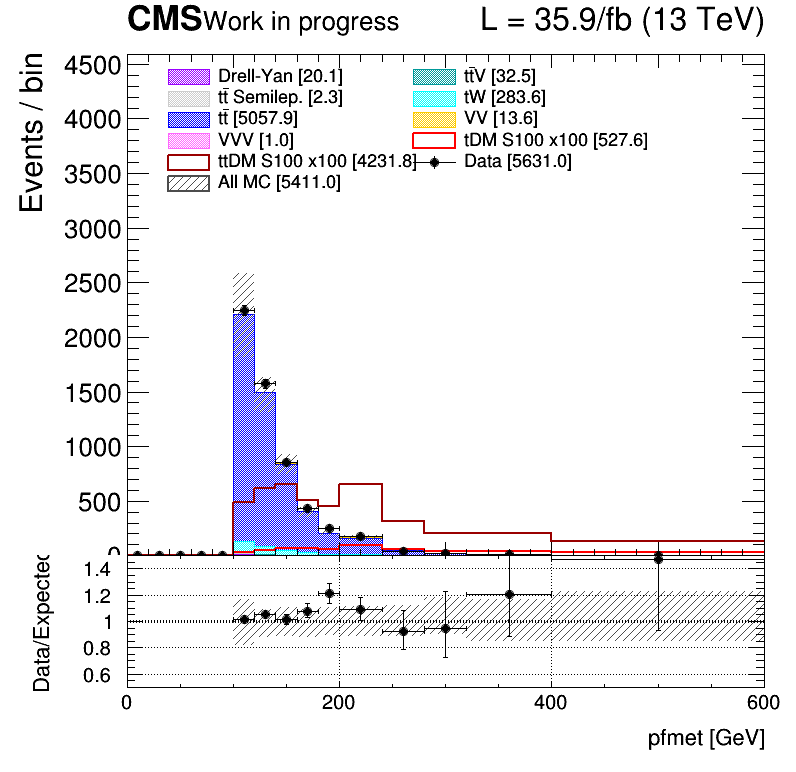 CMS Work in progress L = 35.9/fb (13 TeV)
Events / bin
4500
4000
3500
3000
2500
2000
1500
1000
500
0
Drell-Yan [20.1] tt̄V [32.5]
tt̄ Semilep. [2.3] tW [283.6]
tt̄ [5057.9] VV [13.6]
VVV [1.0] tDM S100 x100 [527.6]
ttDM S100 x100 [4231.8] Data [5631.0]
All MC [5411.0]
Data/Expected
1.4
1.2
1
0.8
0.6
0 200 400 600
pfmet [GeV]